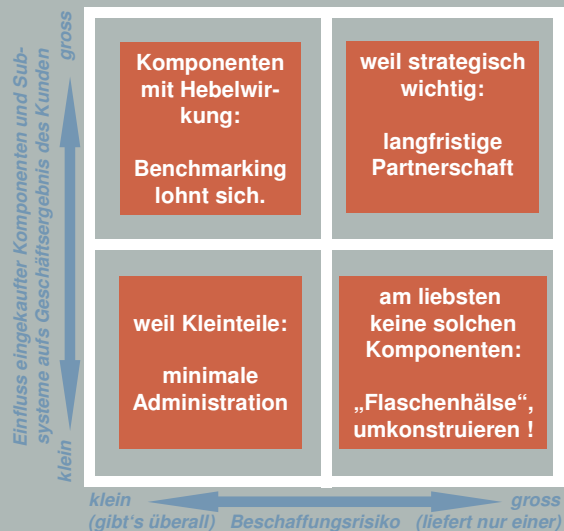 Einfluss eingekaufter Komponenten und Sub-
systeme aufs Geschäftsergebnis des Kunden
gross
klein
Komponenten
mit Hebelwir-
kung:
Benchmarking
lohnt sich.
weil strategisch
wichtig:
langfristige
Partnerschaft
weil Kleinteile:
minimale
Administration
am liebsten
keine solchen
Komponenten:
„Flaschenhälse“,
umkonstruieren !
klein
gross
(gibt's überall) Beschaffungsrisiko (liefert nur einer)